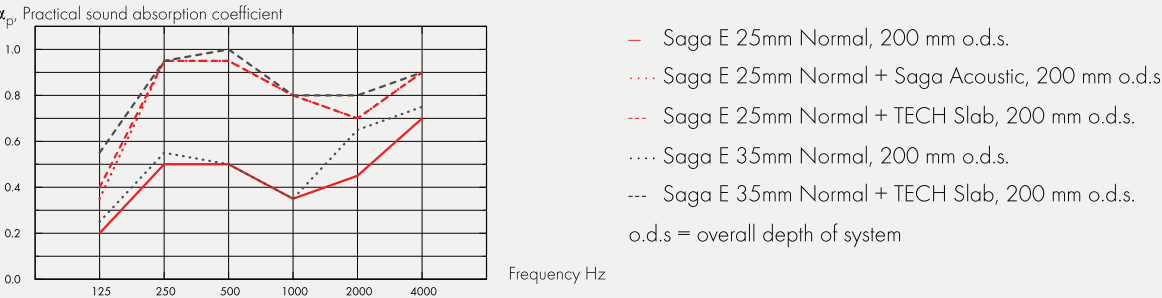 αp, Practical sound absorption coefficient
1.0
0.8
0.6
0.4
0.2
0.0
125 250 500 1000 2000 4000
Frequency Hz
Saga E 25mm Normal, 200 mm o.d.s.
Saga E 25mm Normal + Saga Acoustic, 200 mm o.d.s
Saga E 25mm Normal + TECH Slab, 200 mm o.d.s.
Saga E 35mm Normal, 200 mm o.d.s.
Saga E 35mm Normal + TECH Slab, 200 mm o.d.s.
o.d.s = overall depth of system